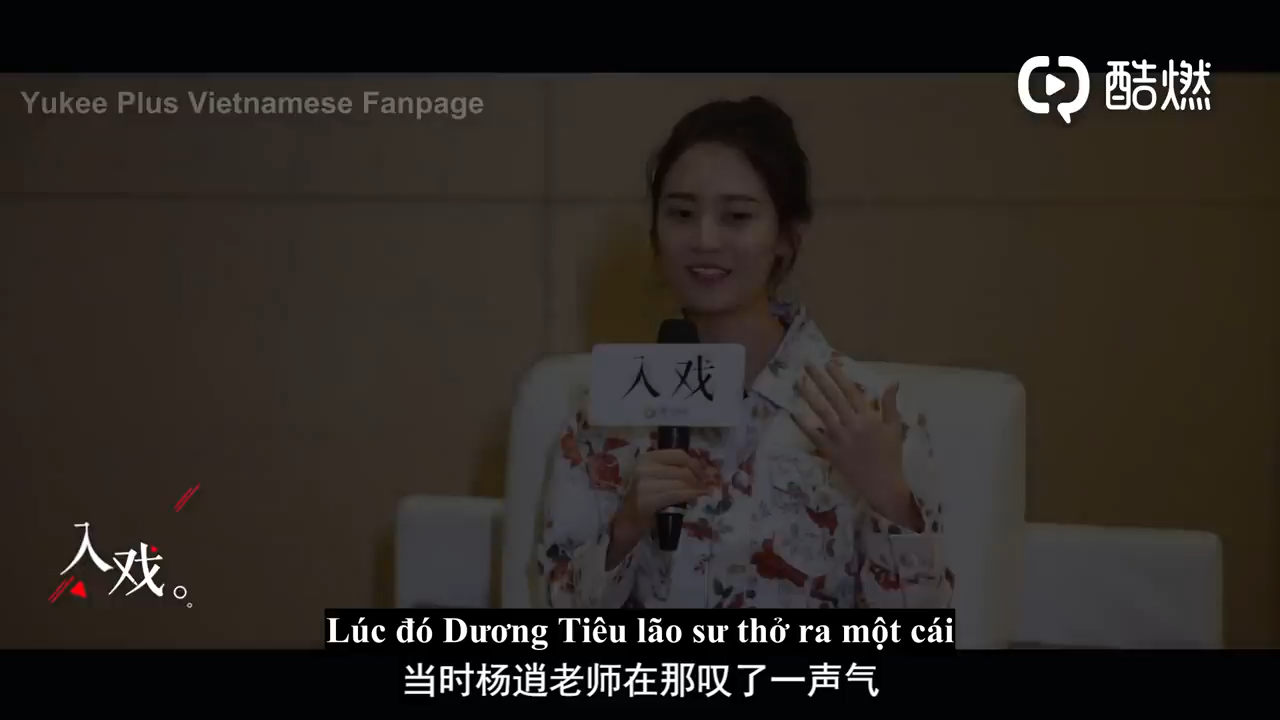 Yukee Plus Vietnamese Fanpage
酷燃
入戏
入戏。
Lúc đó Dương Tiêu lão sư thở ra một cái
当时杨逍老师在那叹了一声气